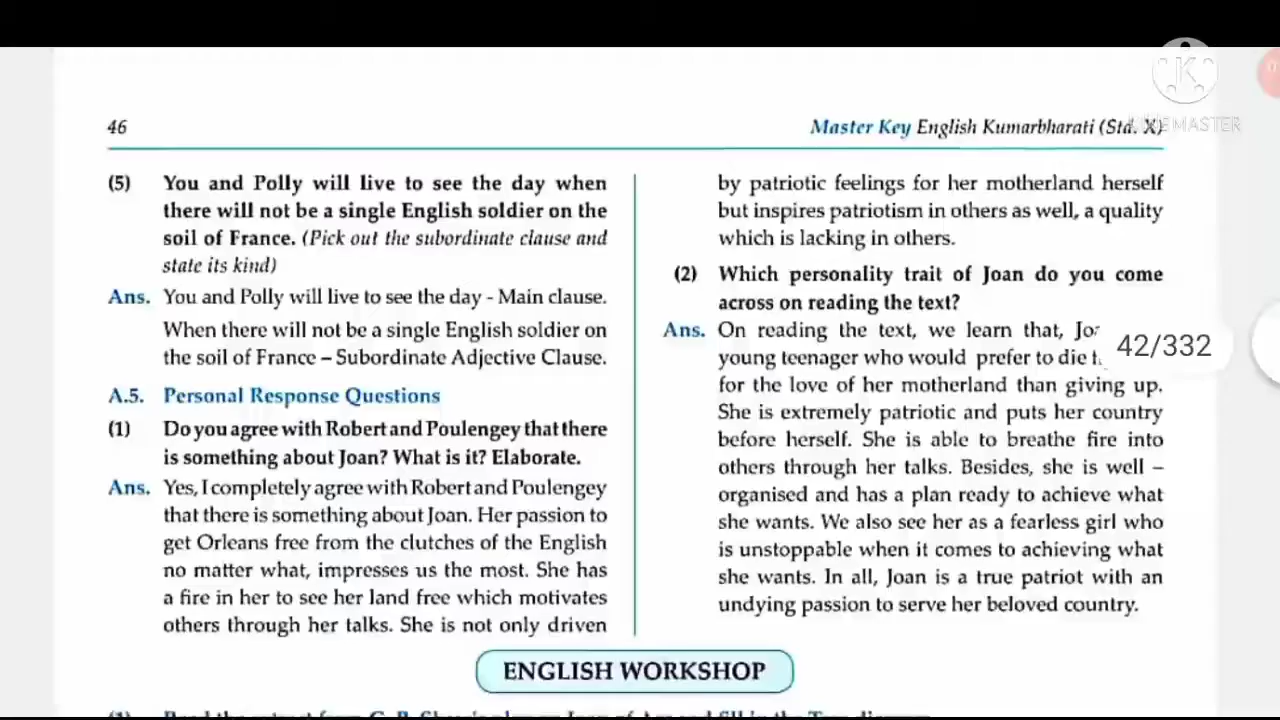 46
Master Key English Kumarbharati (Std. X)
KINEMASTER
(5) You and Polly will live to see the day when
there will not be a single English soldier on the
soil of France. (Pick out the subordinate clause and
state its kind)
Ans. You and Polly will live to see the day - Main clause.
When there will not be a single English soldier on
the soil of France – Subordinate Adjective Clause.
A.5. Personal Response Questions
(1) Do you agree with Robert and Poulengey that there
is something about Joan? What is it? Elaborate.
Ans. Yes, I completely agree with Robert and Poulengey
that there is something about Joan. Her passion to
get Orleans free from the clutches of the English
no matter what, impresses us the most. She has
a fire in her to see her land free which motivates
others through her talks. She is not only driven
by patriotic feelings for her motherland herself
but inspires patriotism in others as well, a quality
which is lacking in others.
(2) Which personality trait of Joan do you come
across on reading the text?
Ans. On reading the text, we learn that,
young teenager who would prefer to die
for the love of her motherland than giving up.
She is extremely patriotic and puts her country
before herself. She is able to breathe fire into
others through her talks. Besides, she is well –
organised and has a plan ready to achieve what
she wants. We also see her as a fearless girl who
is unstoppable when it comes to achieving what
she wants. In all, Joan is a true patriot with an
undying passion to serve her beloved country.
42/332
ENGLISH WORKSHOP